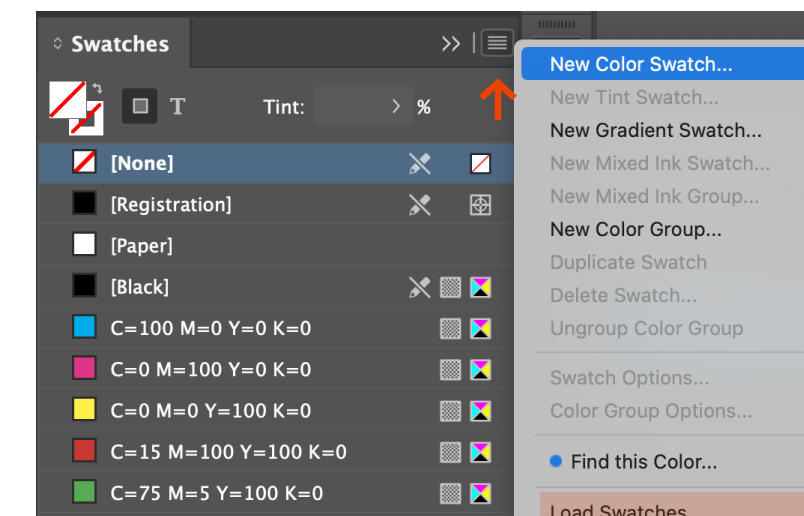 Swatches
T
Tint:
%
[None]
[Registration]
[Paper]
[Black]
C=100 M=0 Y=0 K=0
C=0 M=100 Y=0 K=0
C=0 M=0 Y=100 K=0
C=15 M=100 Y=100 K=0
C=75 M=5 Y=100 K=0
New Color Swatch...
New Tint Swatch...
New Gradient Swatch...
New Mixed Ink Swatch...
New Mixed Ink Group...
New Color Group...
Duplicate Swatch
Delete Swatch...
Ungroup Color Group
Swatch Options...
Color Group Options...
Find this Color...
Load Swatches